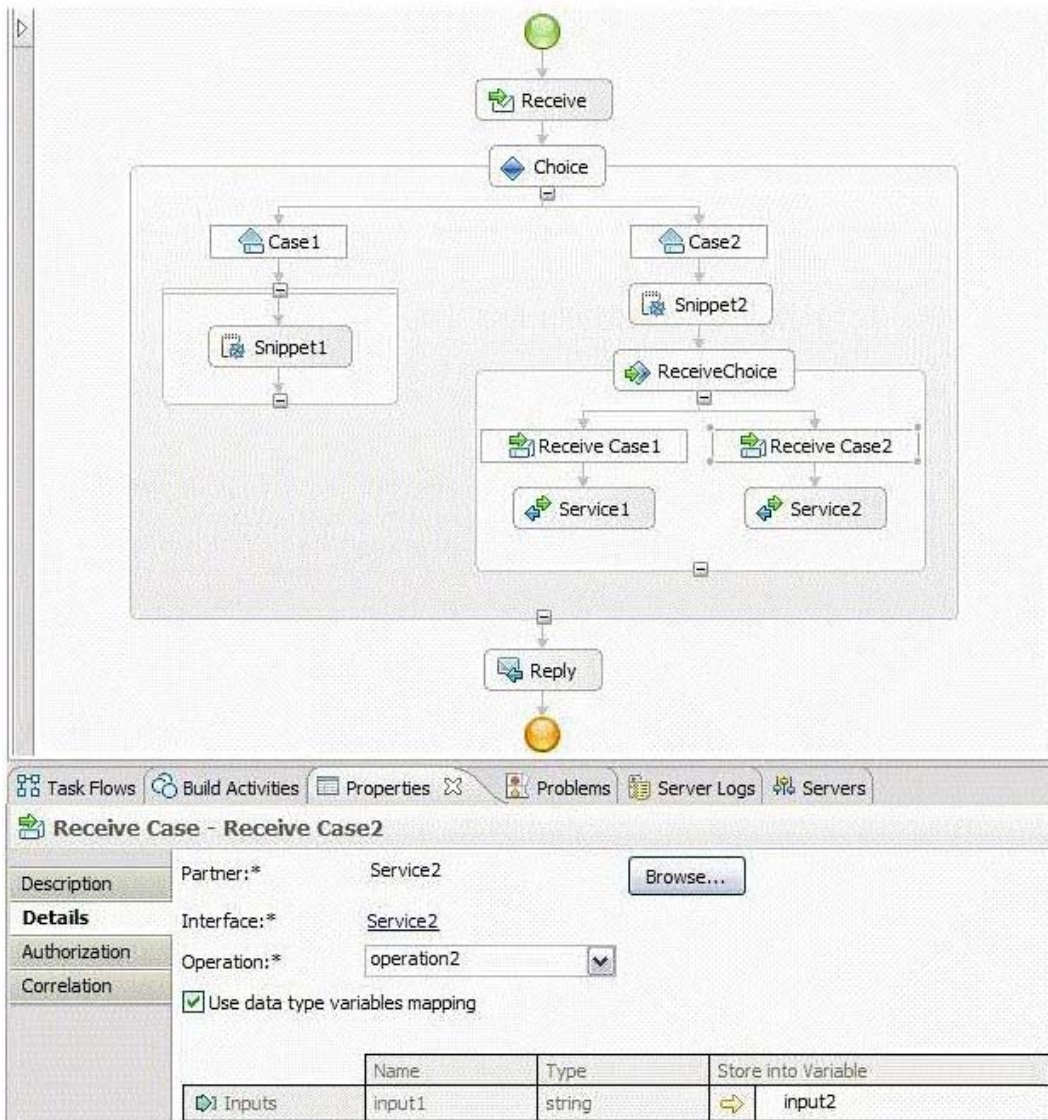 Receive
Choice
Case1
Case2
Snippet2
Snippet1
ReceiveChoice
Receive Case1
Receive Case2
Service1
Service2
Reply
Task Flows Build Activities Properties Problems Server Logs Servers
Receive Case - Receive Case2
Description
Details
Authorization
Correlation
Partner:* Service2 Browse...
Interface:* Service2
Operation:* operation2
Use data type variables mapping
Name Type Store into Variable
Inputs input1 string input2